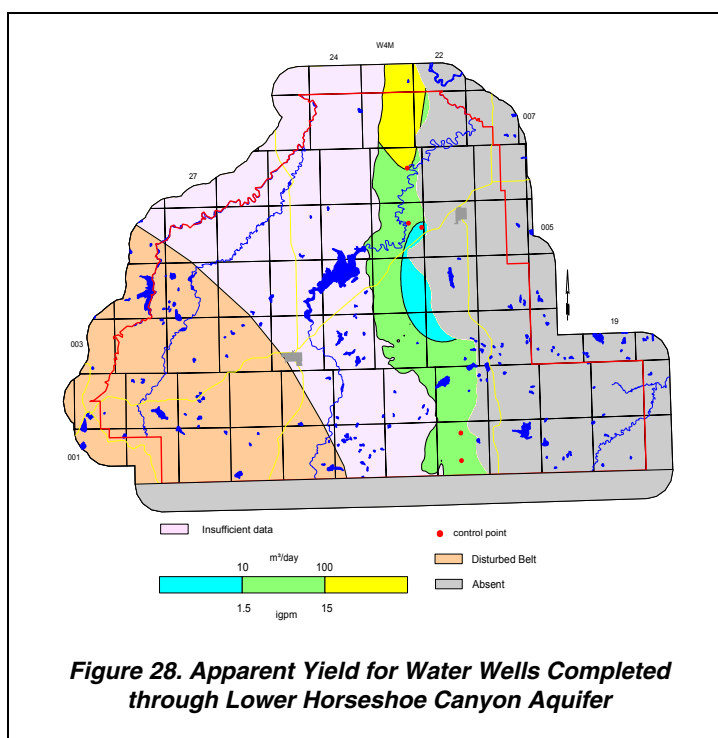 W4M
24
22
007
27
005
19
003
001
Insufficient data
control point
m³/day
Disturbed Belt
10
100
Absent
1.5
igpm
15
Figure 28. Apparent Yield for Water Wells Completed
through Lower Horseshoe Canyon Aquifer